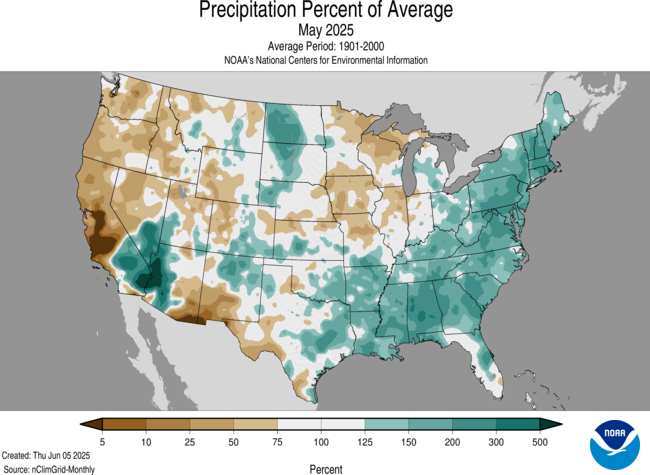 Precipitation Percent of Average
May 2025
Average Period: 1901-2000
NOAA's National Centers for Environmental Information
5 10 25 50 75 100 125 150 200 300 500
NOAA
Created: Thu Jun 05 2025
Source: nClimGrid-Monthly
Percent